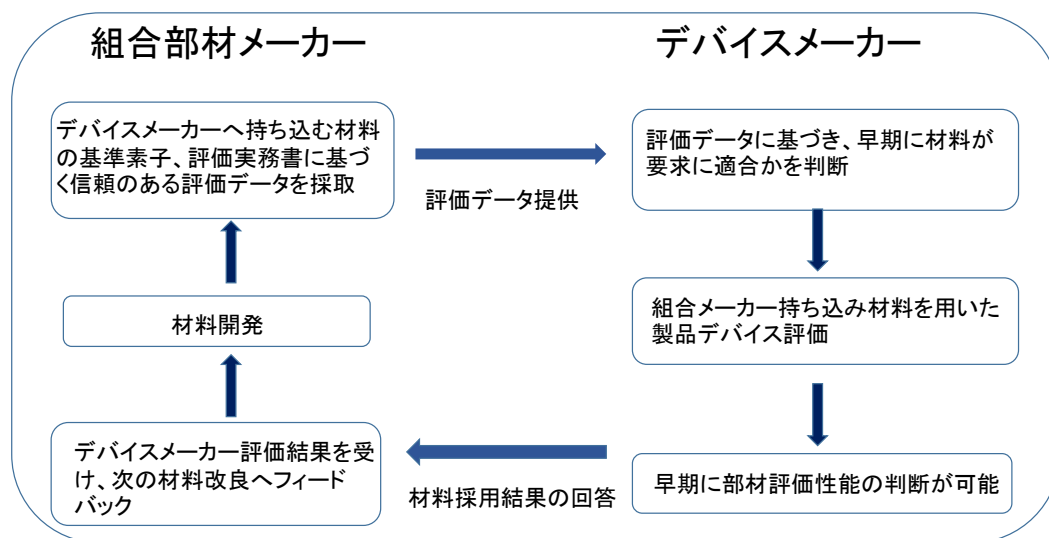 組合部材メーカー
デバイスメーカー
デバイスメーカーへ持ち込む材料
の基準素子、評価実務書に基づ
く信頼のある評価データを採取
評価データ提供
評価データに基づき、早期に材料が
要求に適合かを判断
組合メーカー持ち込み材料を用いた
製品デバイス評価
早期に部材評価性能の判断が可能
材料採用結果の回答
デバイスメーカー評価結果を受
け、次の材料改良へフィード
バック
材料開発